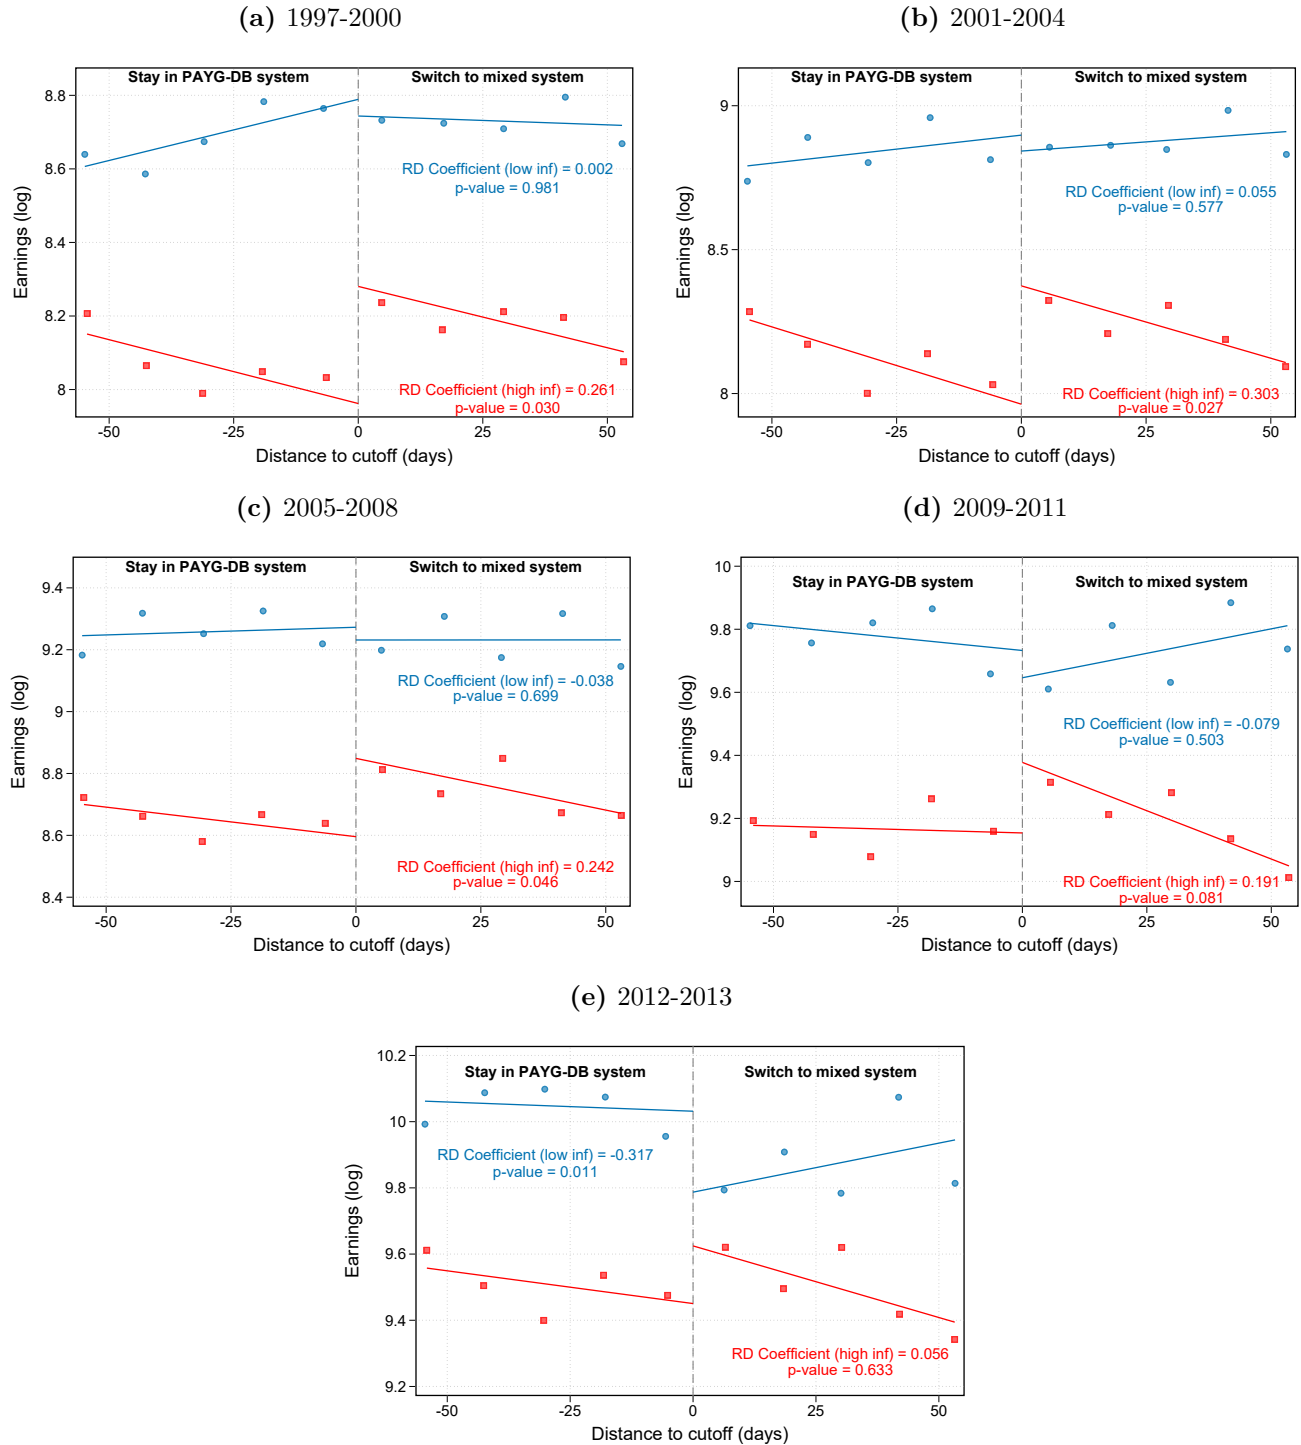 (a) 1997-2000
Stay in PAYG-DB system
Switch to mixed system
8.8
8.6
8.4
8.2
8
Earnings (log)
RD Coefficient (low inf) = 0.002
p-value = 0.981
RD Coefficient (high inf) = 0.261
p-value = 0.030
-50 -25 0 25 50
Distance to cutoff (days)
(b) 2001-2004
Stay in PAYG-DB system
Switch to mixed system
9
8.5
8
Earnings (log)
RD Coefficient (low inf) = 0.055
p-value = 0.577
RD Coefficient (high inf) = 0.303
p-value = 0.027
-50 -25 0 25 50
Distance to cutoff (days)
(c) 2005-2008
Stay in PAYG-DB system
Switch to mixed system
9.4
9.2
9
8.8
8.6
8.4
Earnings (log)
RD Coefficient (low inf) = -0.038
p-value = 0.699
RD Coefficient (high inf) = 0.242
p-value = 0.046
-50 -25 0 25 50
Distance to cutoff (days)
(d) 2009-2011
Stay in PAYG-DB system
Switch to mixed system
10
9.8
9.6
9.4
9.2
9
Earnings (log)
RD Coefficient (low inf) = -0.079
p-value = 0.503
RD Coefficient (high inf) = 0.191
p-value = 0.081
-50 -25 0 25 50
Distance to cutoff (days)
(e) 2012-2013
Stay in PAYG-DB system
Switch to mixed system
10.2
10
9.8
9.6
9.4
9.2
Earnings (log)
RD Coefficient (low inf) = -0.317
p-value = 0.011
RD Coefficient (high inf) = 0.056
p-value = 0.633
-50 -25 0 25 50
Distance to cutoff (days)